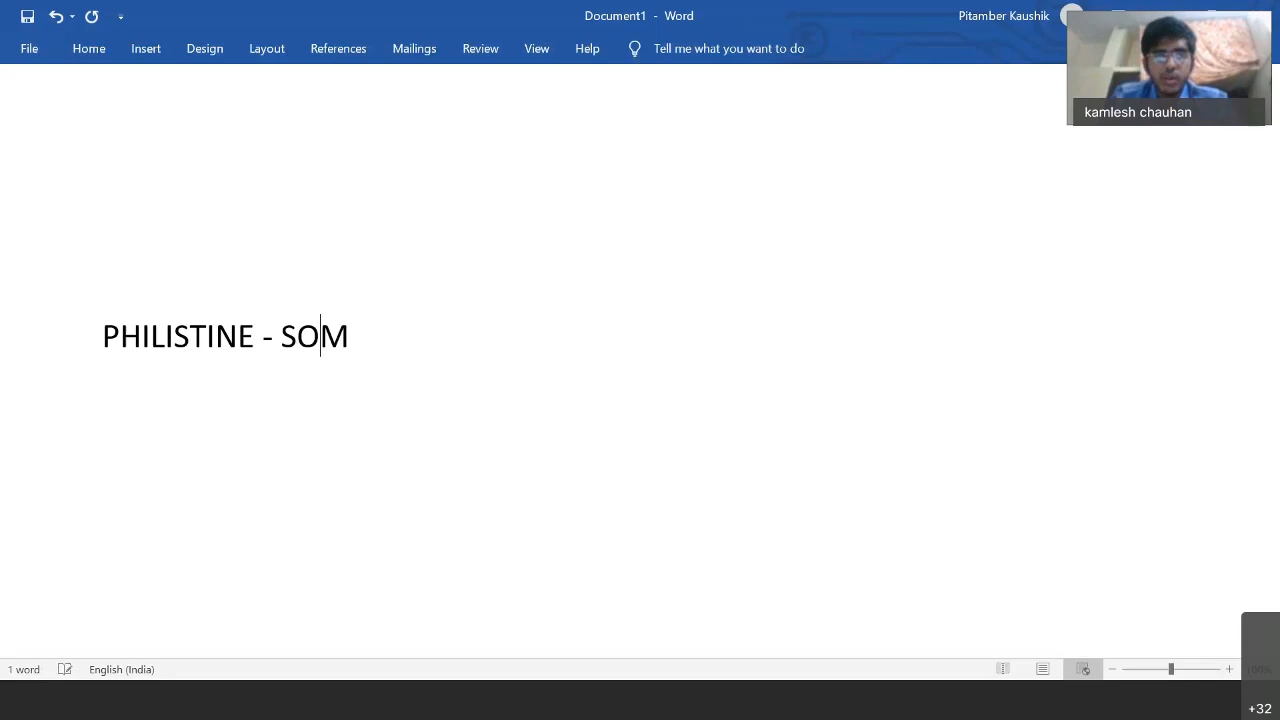 Document1 - Word
Pitamber Kaushik
File Home Insert Design Layout References Mailings Review View Help Tell me what you want to do
kamlesh chauhan
PHILISTINE - SOM
1 word English (India)
100%
+32